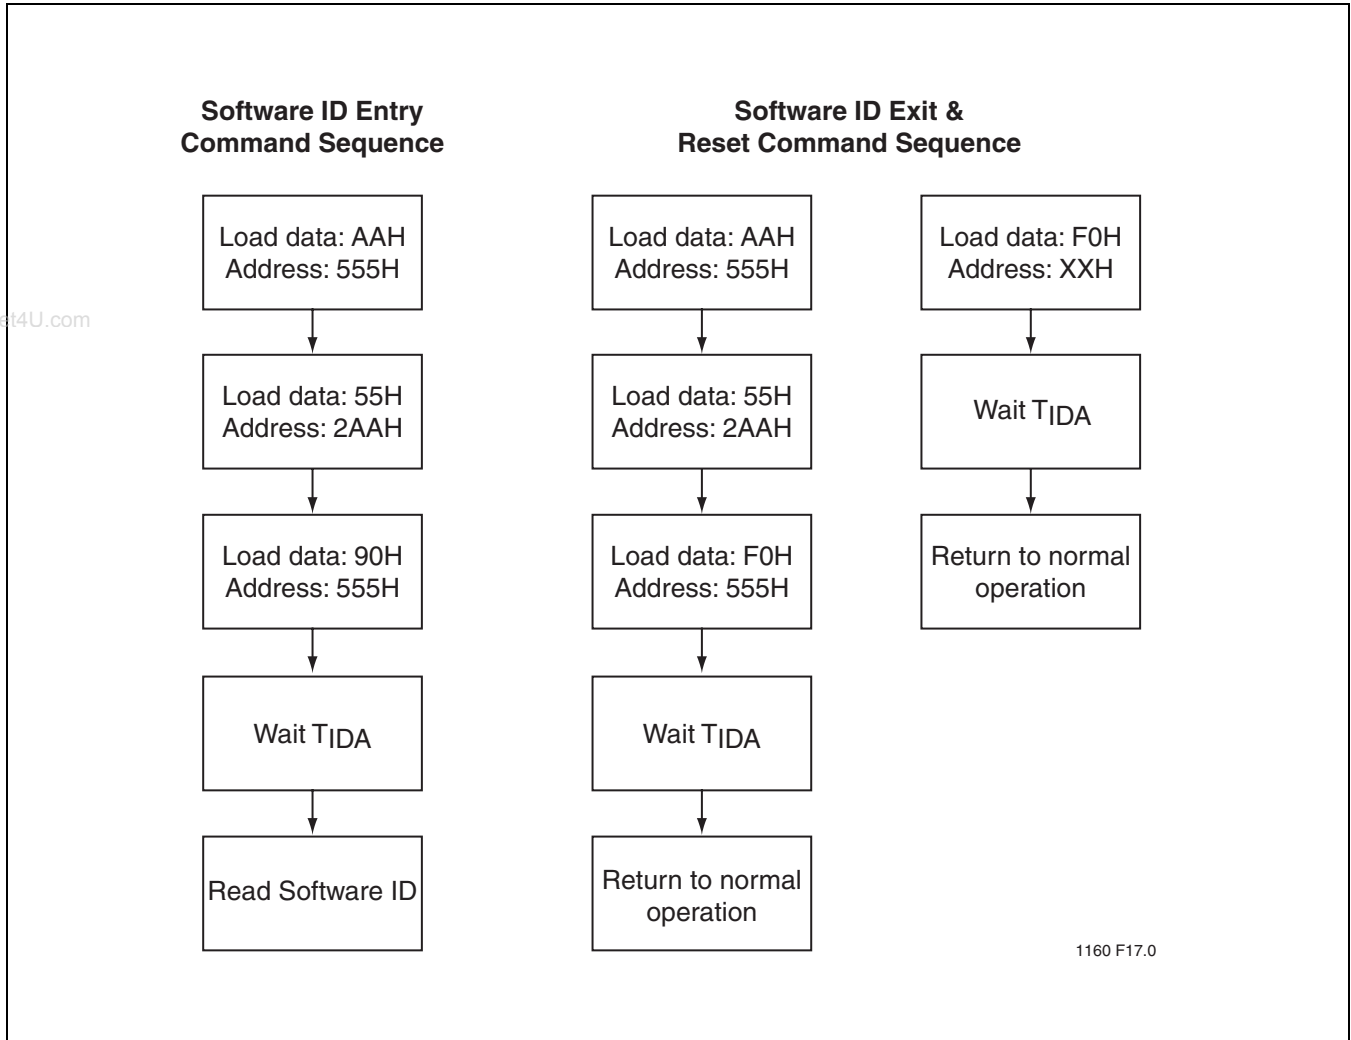 Software ID Entry
Command Sequence
Load data: AAH
Address: 555H
Load data: 55H
Address: 2AAH
Load data: 90H
Address: 555H
Wait TIDA
Read Software ID
Software ID Exit &
Reset Command Sequence
Load data: AAH
Address: 555H
Load data: 55H
Address: 2AAH
Load data: F0H
Address: 555H
Wait TIDA
Return to normal
operation
Load data: F0H
Address: XXH
Wait TIDA
Return to normal
operation
et4U.com
1160 F17.0